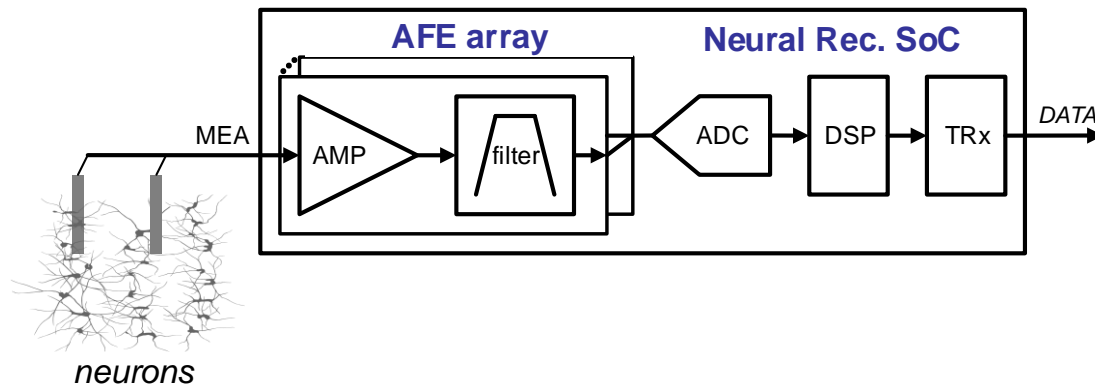 AFE array
Neural Rec. SoC
MEA
AMP
filter
ADC
DSP
TRx
DATA
neurons